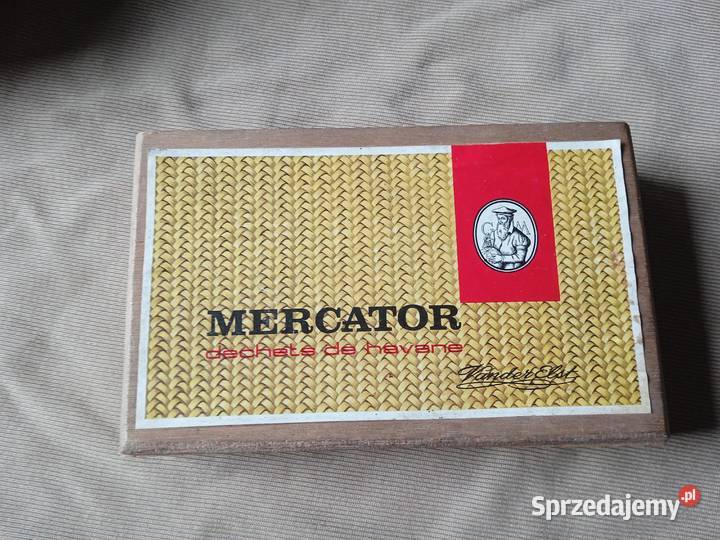 G M
MERCATOR
dechets de havane
Vander Elst
Sprzedajemy.pl